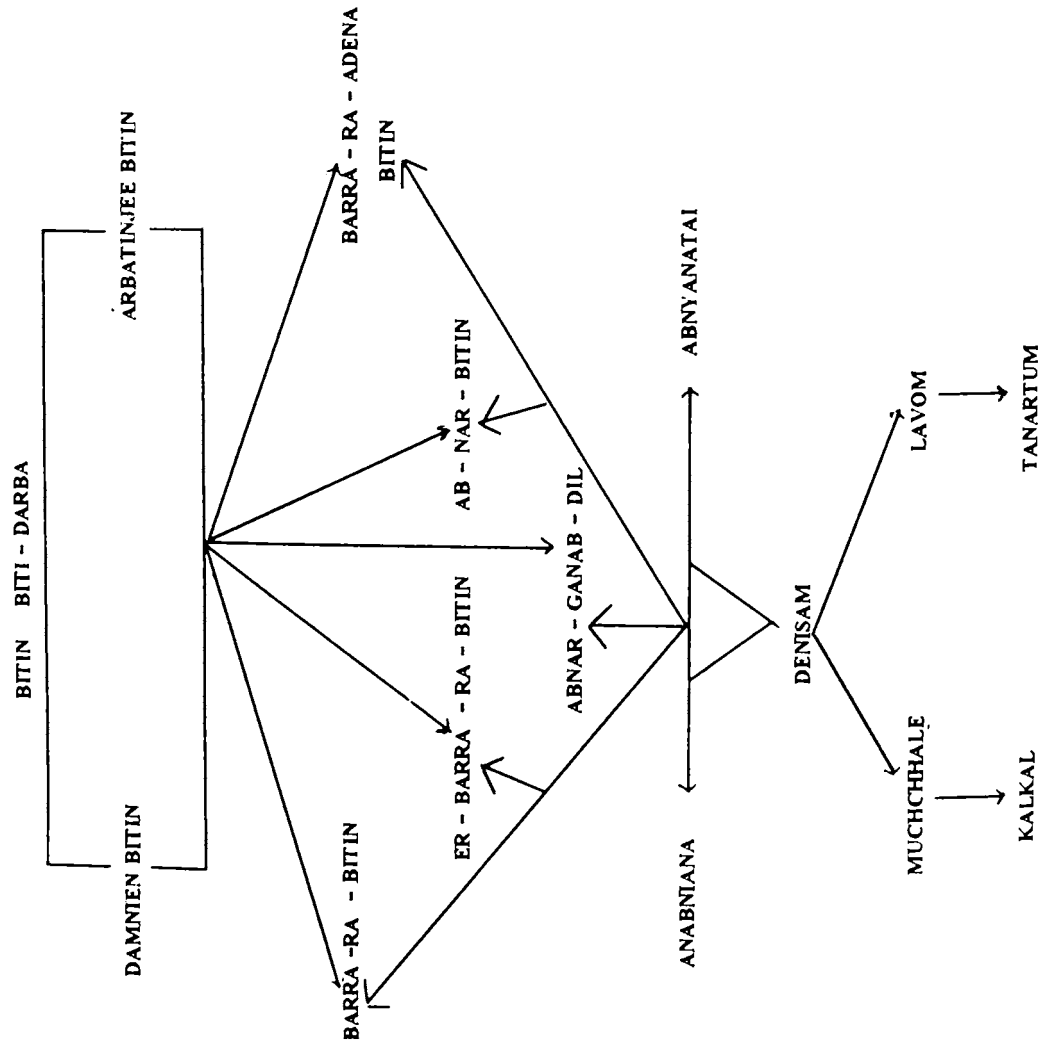 BITIN BITI - DARBA
DAMNIEN BITIN
ARBATINJEE BITIN
BARRA -RA - BITIN
BARRA - RA - ADENA
BITIN
ER - BARRA - RA - BITIN
AB - NAR - BITIN
ABNAR - GANAB - DIL
ANABNIANA
ABNYANATAI
DENISAM
MUCHCHHALE
LAVOM
KALKAL
TANARTUM